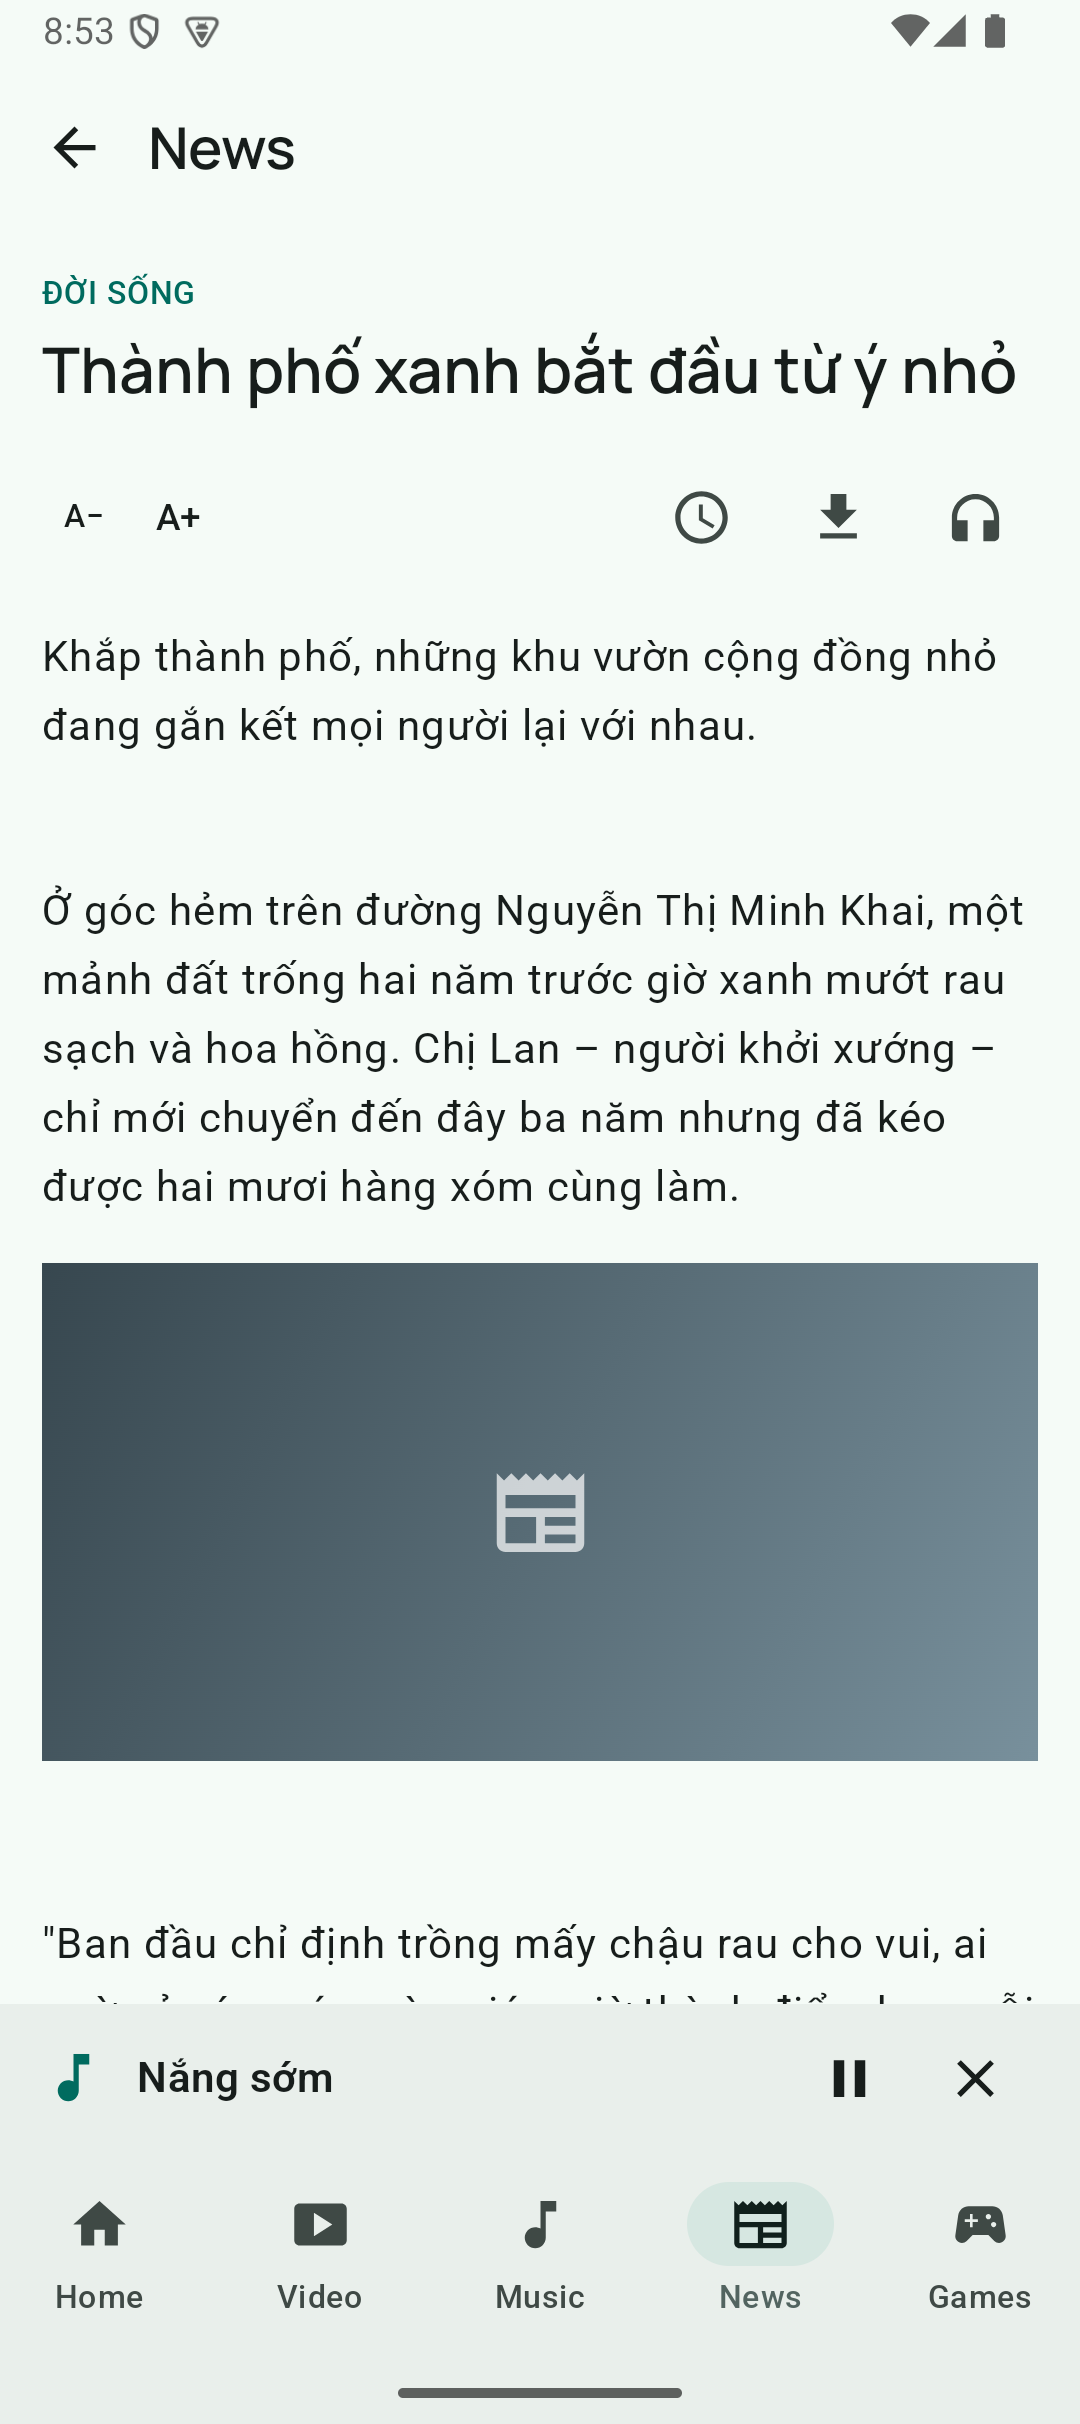 8:53
News
ĐỜI SỐNG
Thành phố xanh bắt đầu từ ý nhỏ
A− A+
Khắp thành phố, những khu vườn cộng đồng nhỏ
đang gắn kết mọi người lại với nhau.
Ở góc hẻm trên đường Nguyễn Thị Minh Khai, một
mảnh đất trống hai năm trước giờ xanh mướt rau
sạch và hoa hồng. Chị Lan – người khởi xướng –
chỉ mới chuyển đến đây ba năm nhưng đã kéo
được hai mươi hàng xóm cùng làm.
"Ban đầu chỉ định trồng mấy chậu rau cho vui, ai
Nắng sớm
Home Video Music News Games